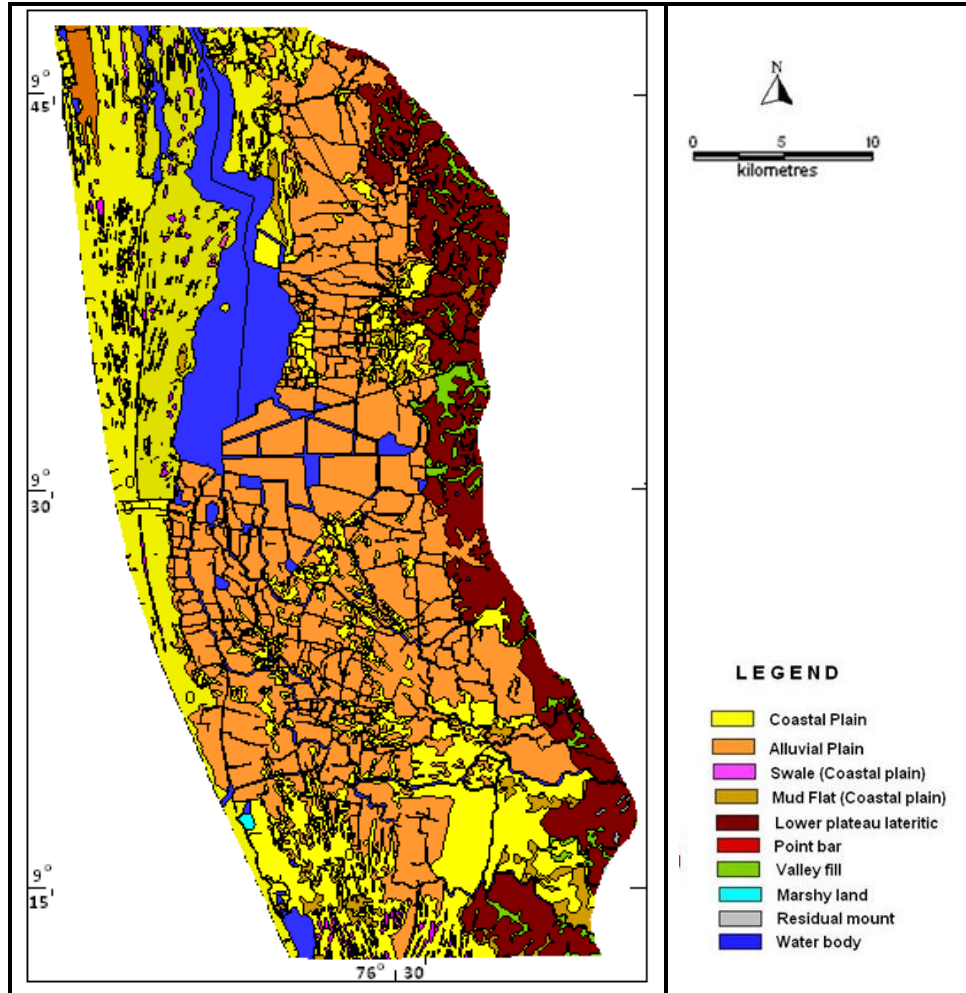 9°
45'
9°
30'
9°
15'
76° 30'
N
0 5 10
kilometres
LEGEND
Coastal Plain
Alluvial Plain
Swale (Coastal plain)
Mud Flat (Coastal plain)
Lower plateau lateritic
Point bar
Valley fill
Marshy land
Residual mount
Water body